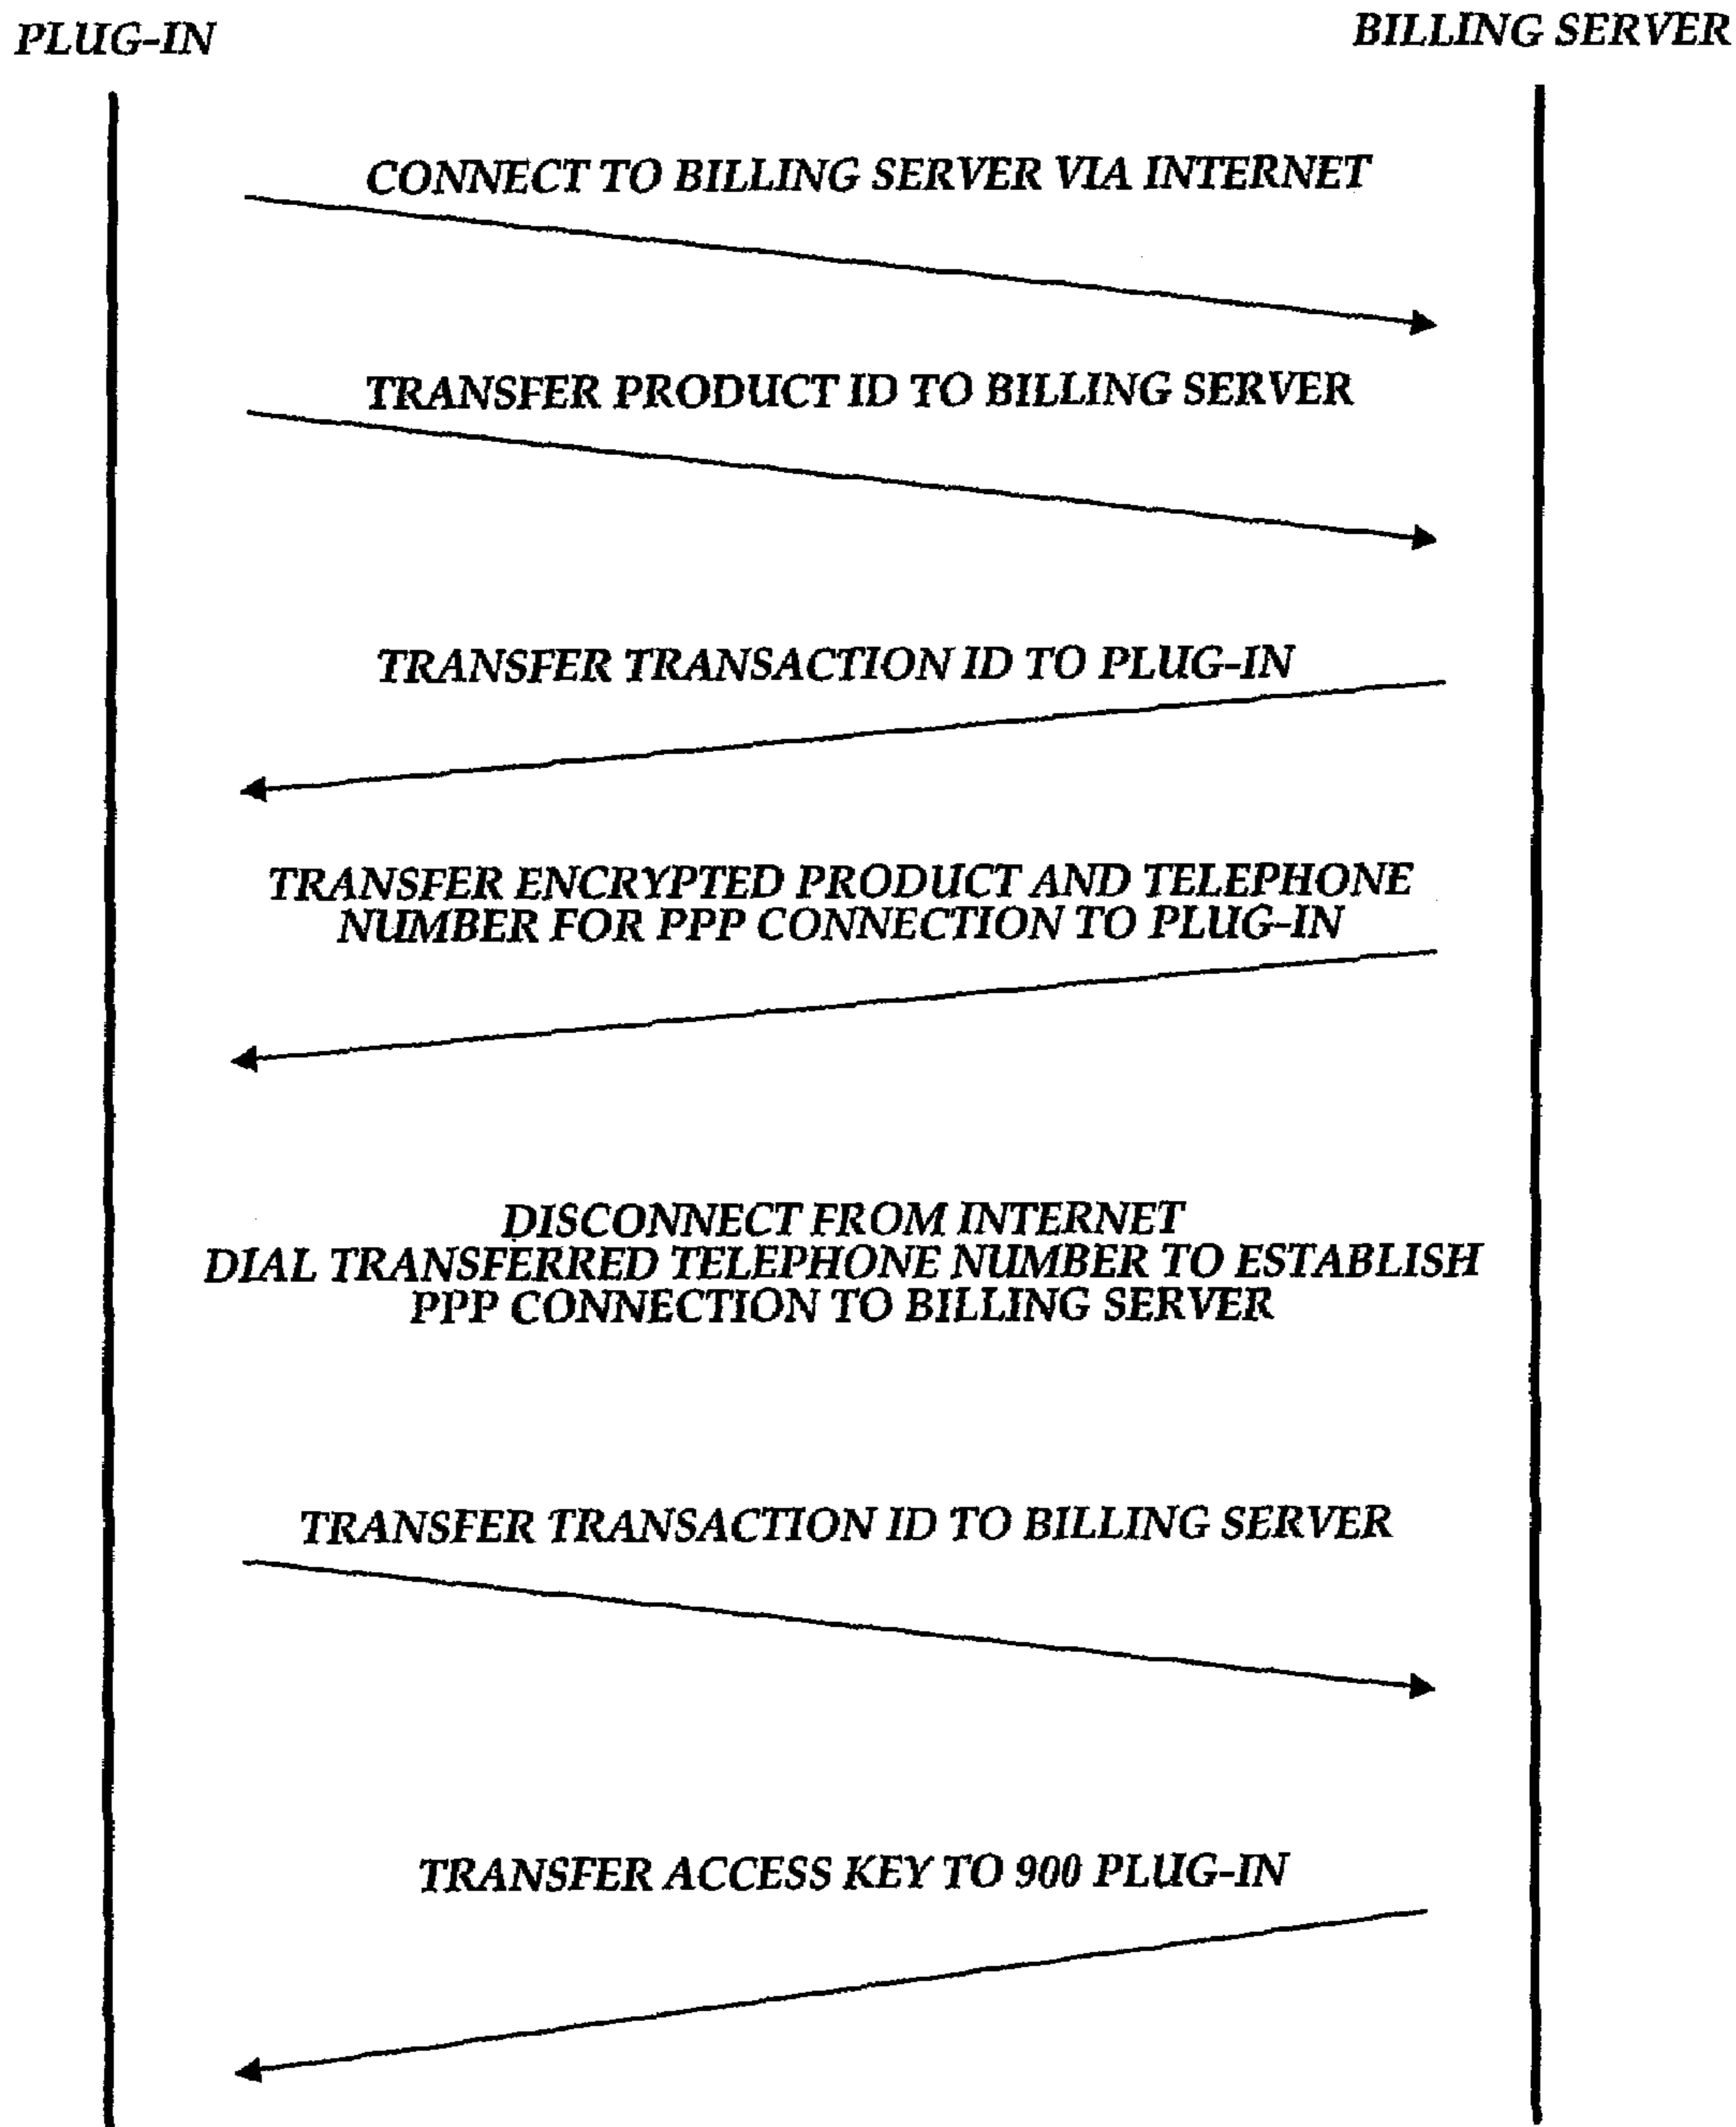 PLUG-IN
BILLING SERVER
CONNECT TO BILLING SERVER VIA INTERNET
TRANSFER PRODUCT ID TO BILLING SERVER
TRANSFER TRANSACTION ID TO PLUG-IN
TRANSFER ENCRYPTED PRODUCT AND TELEPHONE
NUMBER FOR PPP CONNECTION TO PLUG-IN
DISCONNECT FROM INTERNET
DIAL TRANSFERRED TELEPHONE NUMBER TO ESTABLISH
PPP CONNECTION TO BILLING SERVER
TRANSFER TRANSACTION ID TO BILLING SERVER
TRANSFER ACCESS KEY TO 900 PLUG-IN